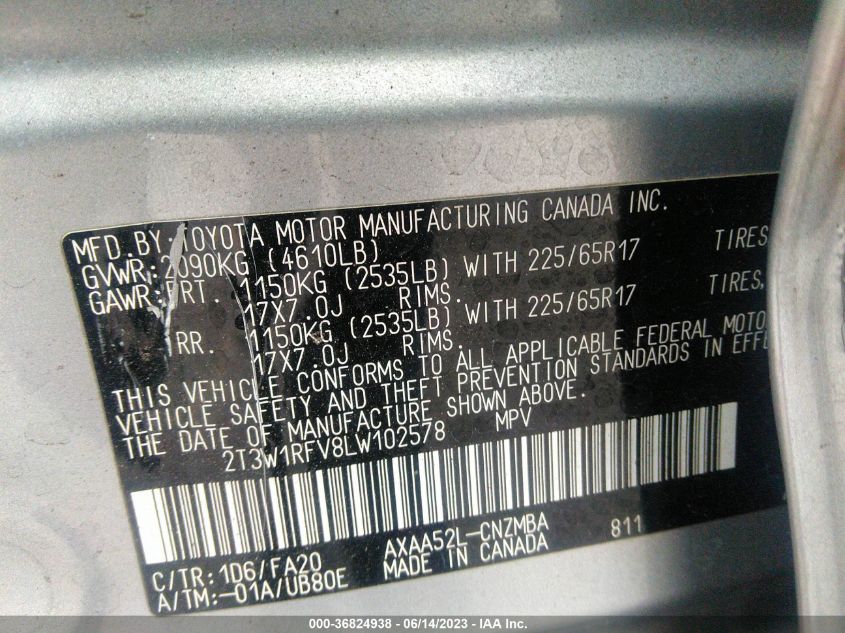 MFD.BY:TOYOTA MOTOR MANUFACTURING CANADA INC.
GVWR:2090KG (4610LB)
GAWR:FRT. 1150KG (2535LB) WITH 225/65R17 TIRES,
17X7.0J RIMS.
RR. 1150KG (2535LB) WITH 225/65R17 TIRES,
17X7.0J RIMS.
THIS VEHICLE CONFORMS TO ALL APPLICABLE FEDERAL MOTO
VEHICLE SAFETY AND THEFT PREVENTION STANDARDS IN EFFE
THE DATE OF MANUFACTURE SHOWN ABOVE.
2T3W1RFV8LW102578 MPV
C/TR:1D6/FA20 AXAA52L-CNZMBA 811
A/TM:-01A/UB80E MADE IN CANADA
000-36824938 - 06/14/2023 - IAA Inc.